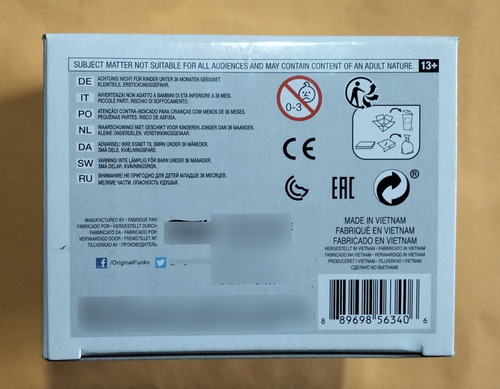 SUBJECT MATTER NOT SUITABLE FOR ALL AUDIENCES AND MAY CONTAIN CONTENT OF AN ADULT NATURE. 13+
DE ACHTUNG! NICHT FÜR KINDER UNTER 36 MONATEN GEEIGNET.
KLEINTEILE. ERSTICKUNGSGEFAHR.
IT AVVERTENZA! NON ADATTO A BAMBINI DI ETÀ INFERIORE A 36 MESI.
PICCOLE PARTI. RISCHIO DI SOFFOCAMENTO.
PO ATENÇÃO! CONTRA-INDICADO PARA CRIANÇAS COM MENOS DE 36 MESES.
PEQUENAS PARTES. RISCO DE ASFIXIA.
NL WAARSCHUWING! NIET GESCHIKT VOOR KINDEREN JONGER DAN 36 MAANDEN.
KLEINE ONDERDELEN. VERSTIKKINGSGEVAAR.
DA ADVARSEL! IKKE EGNET TIL BØRN UNDER 36 MÅNEDER.
SMÅ DELE. KVÆLNINGSFARE.
SW VARNING! INTE LÄMPLIG FÖR BARN UNDER 36 MÅNADER.
SMÅ DELAR. KVÄVNINGSRISK.
RU ВНИМАНИЕ! НЕ ПРИГОДНО ДЛЯ ДЕТЕЙ МЛАДШЕ 36 МЕСЯЦЕВ.
МЕЛКИЕ ЧАСТИ. ОПАСНОСТЬ УДУШЬЯ.
0-3
CE
EAC
MANUFACTURED BY • FABRIQUÉ PAR
FABRICADO POR • HERGESTELLT DURCH
FABBRICATO DA • FABRICADO POR
VERVAARDIGD DOOR • FREMSTILLET AF
TILLVERKAD AV • ПРОИЗВОДИТЕЛЬ
/OriginalFunko
MADE IN VIETNAM
FABRIQUÉ EN VIETNAM
FABRICADO EN VIETNAM
HERGESTELLT IN VIETNAM • FABBRICATO IN VIETNAM
FABRICADO NA VIETNAM • VERVAARDIGD IN VIETNAM
PRODUCERET I VIETNAM • TILLVERKAD I VIETNAM
СДЕЛАНО ВО ВЬЕТНАМЕ
8 89698 56340 6